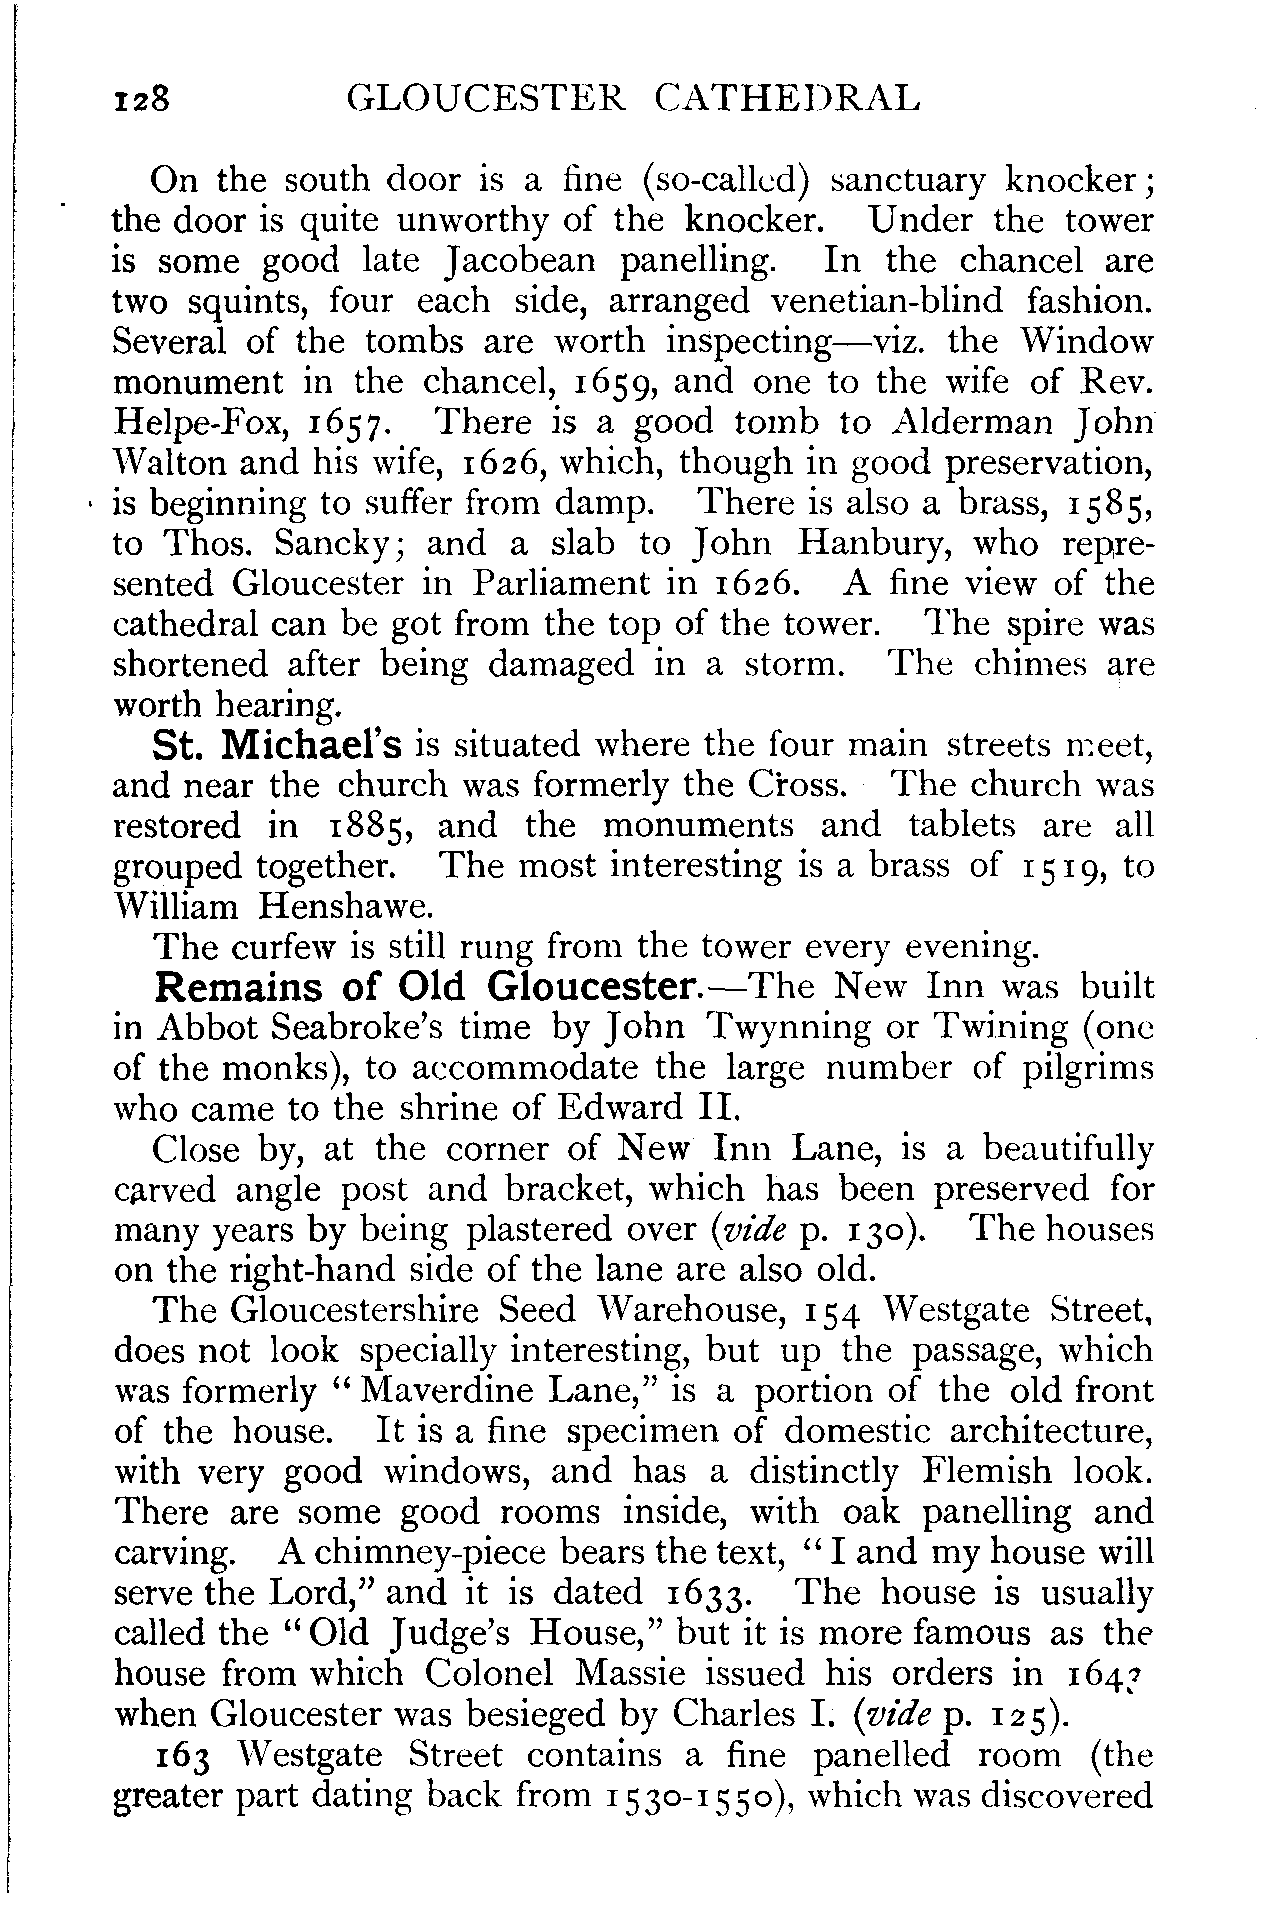 128 GLOUCESTER CATHEDRAL
On the south door is a fine (so-called) sanctuary knocker;
the door is quite unworthy of the knocker. Under the tower
is some good late Jacobean panelling. In the chancel are
two squints, four each side, arranged venetian-blind fashion.
Several of the tombs are worth inspecting—viz. the Window
monument in the chancel, 1659, and one to the wife of Rev.
Helpe-Fox, 1657. There is a good tomb to Alderman John
Walton and his wife, 1626, which, though in good preservation,
is beginning to suffer from damp. There is also a brass, 1585,
to Thos. Sancky; and a slab to John Hanbury, who repre-
sented Gloucester in Parliament in 1626. A fine view of the
cathedral can be got from the top of the tower. The spire was
shortened after being damaged in a storm. The chimes are
worth hearing.
St. Michael's is situated where the four main streets meet,
and near the church was formerly the Cross. The church was
restored in 1885, and the monuments and tablets are all
grouped together. The most interesting is a brass of 1519, to
William Henshawe.
The curfew is still rung from the tower every evening.
Remains of Old Gloucester.—The New Inn was built
in Abbot Seabroke's time by John Twynning or Twining (one
of the monks), to accommodate the large number of pilgrims
who came to the shrine of Edward II.
Close by, at the corner of New Inn Lane, is a beautifully
carved angle post and bracket, which has been preserved for
many years by being plastered over (vide p. 130). The houses
on the right-hand side of the lane are also old.
The Gloucestershire Seed Warehouse, 154 Westgate Street,
does not look specially interesting, but up the passage, which
was formerly "Maverdine Lane," is a portion of the old front
of the house. It is a fine specimen of domestic architecture,
with very good windows, and has a distinctly Flemish look.
There are some good rooms inside, with oak panelling and
carving. A chimney-piece bears the text, "I and my house will
serve the Lord," and it is dated 1633. The house is usually
called the "Old Judge's House," but it is more famous as the
house from which Colonel Massie issued his orders in
when Gloucester was besieged by Charles I. (vide p. 125).
163 Westgate Street contains a fine panelled room (the
greater part dating back from 1530-1550), which was discovered